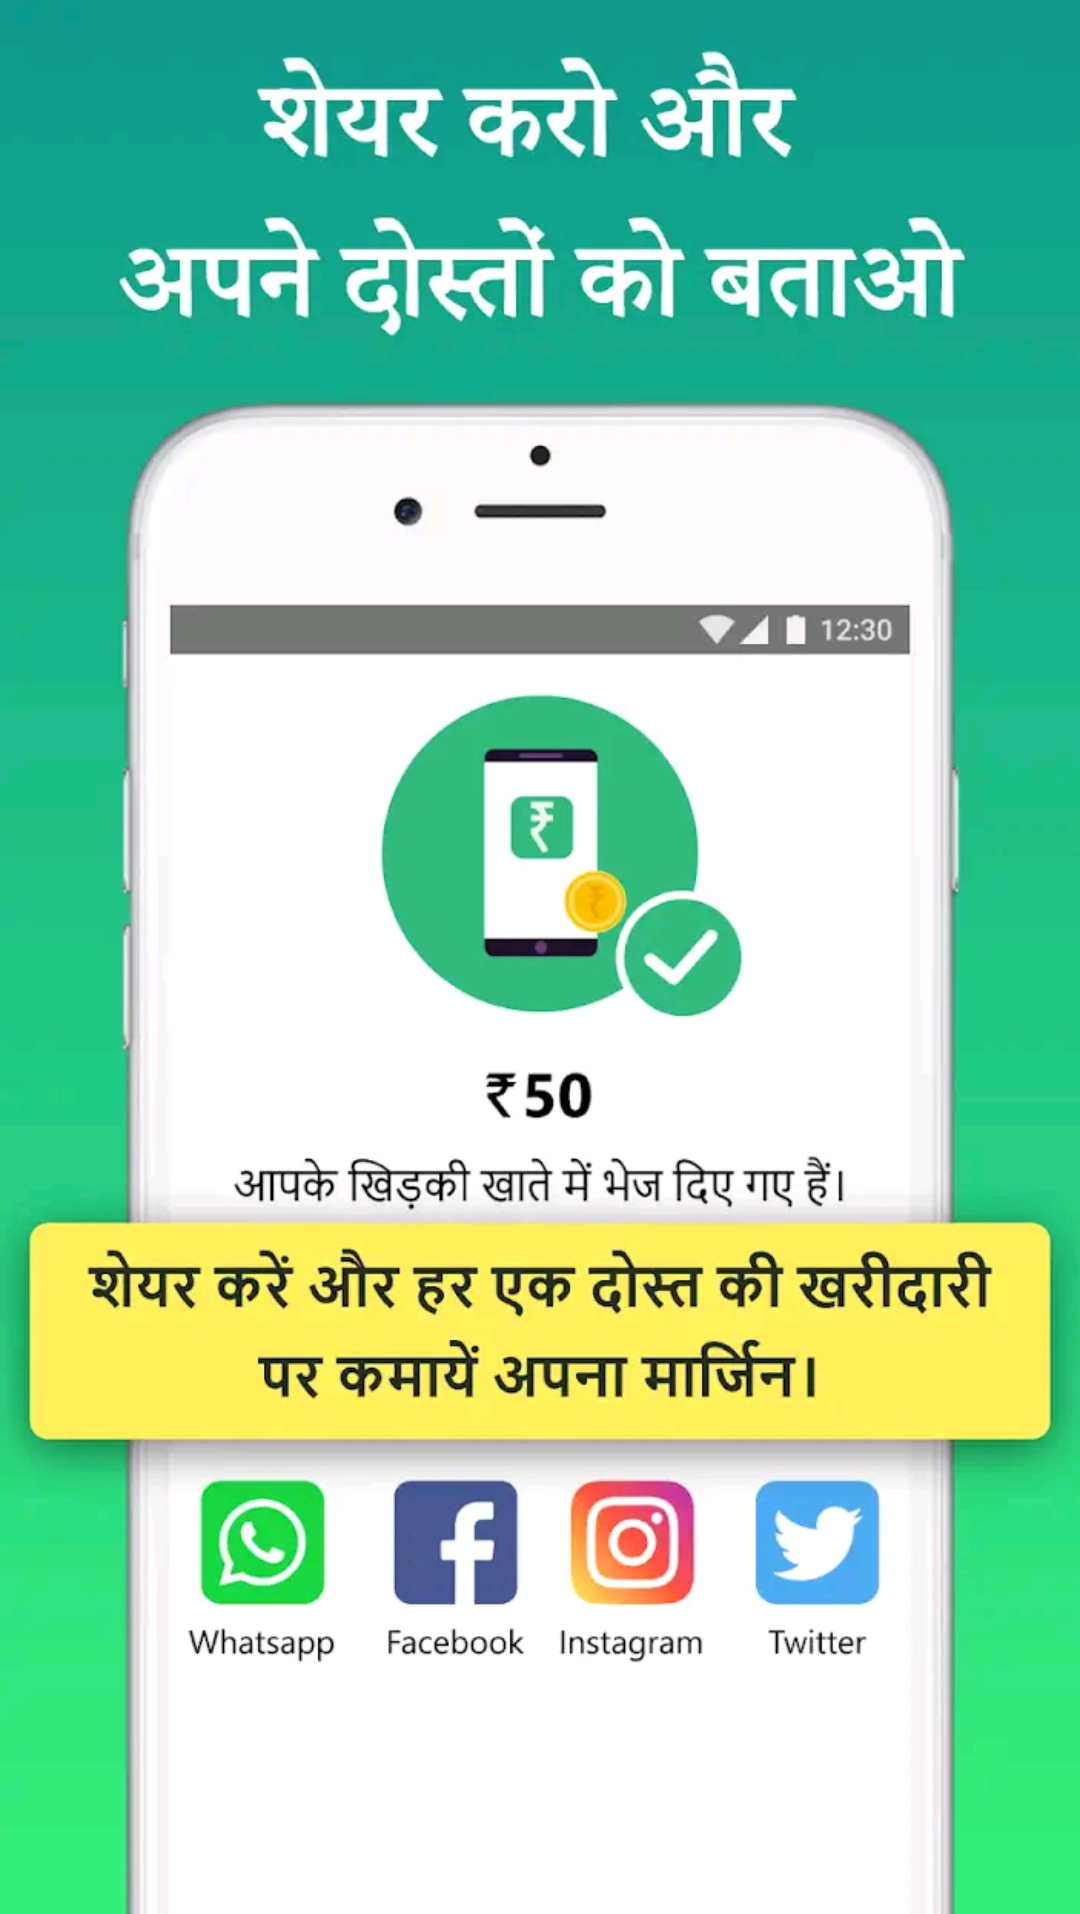 शेयर करो और
अपने दोस्तों को बताओ
12:30
₹
₹
₹50
आपके खिड़की खाते में भेज दिए गए हैं।
शेयर करें और हर एक दोस्त की खरीदारी
पर कमायें अपना मार्जिन।
Whatsapp Facebook Instagram Twitter